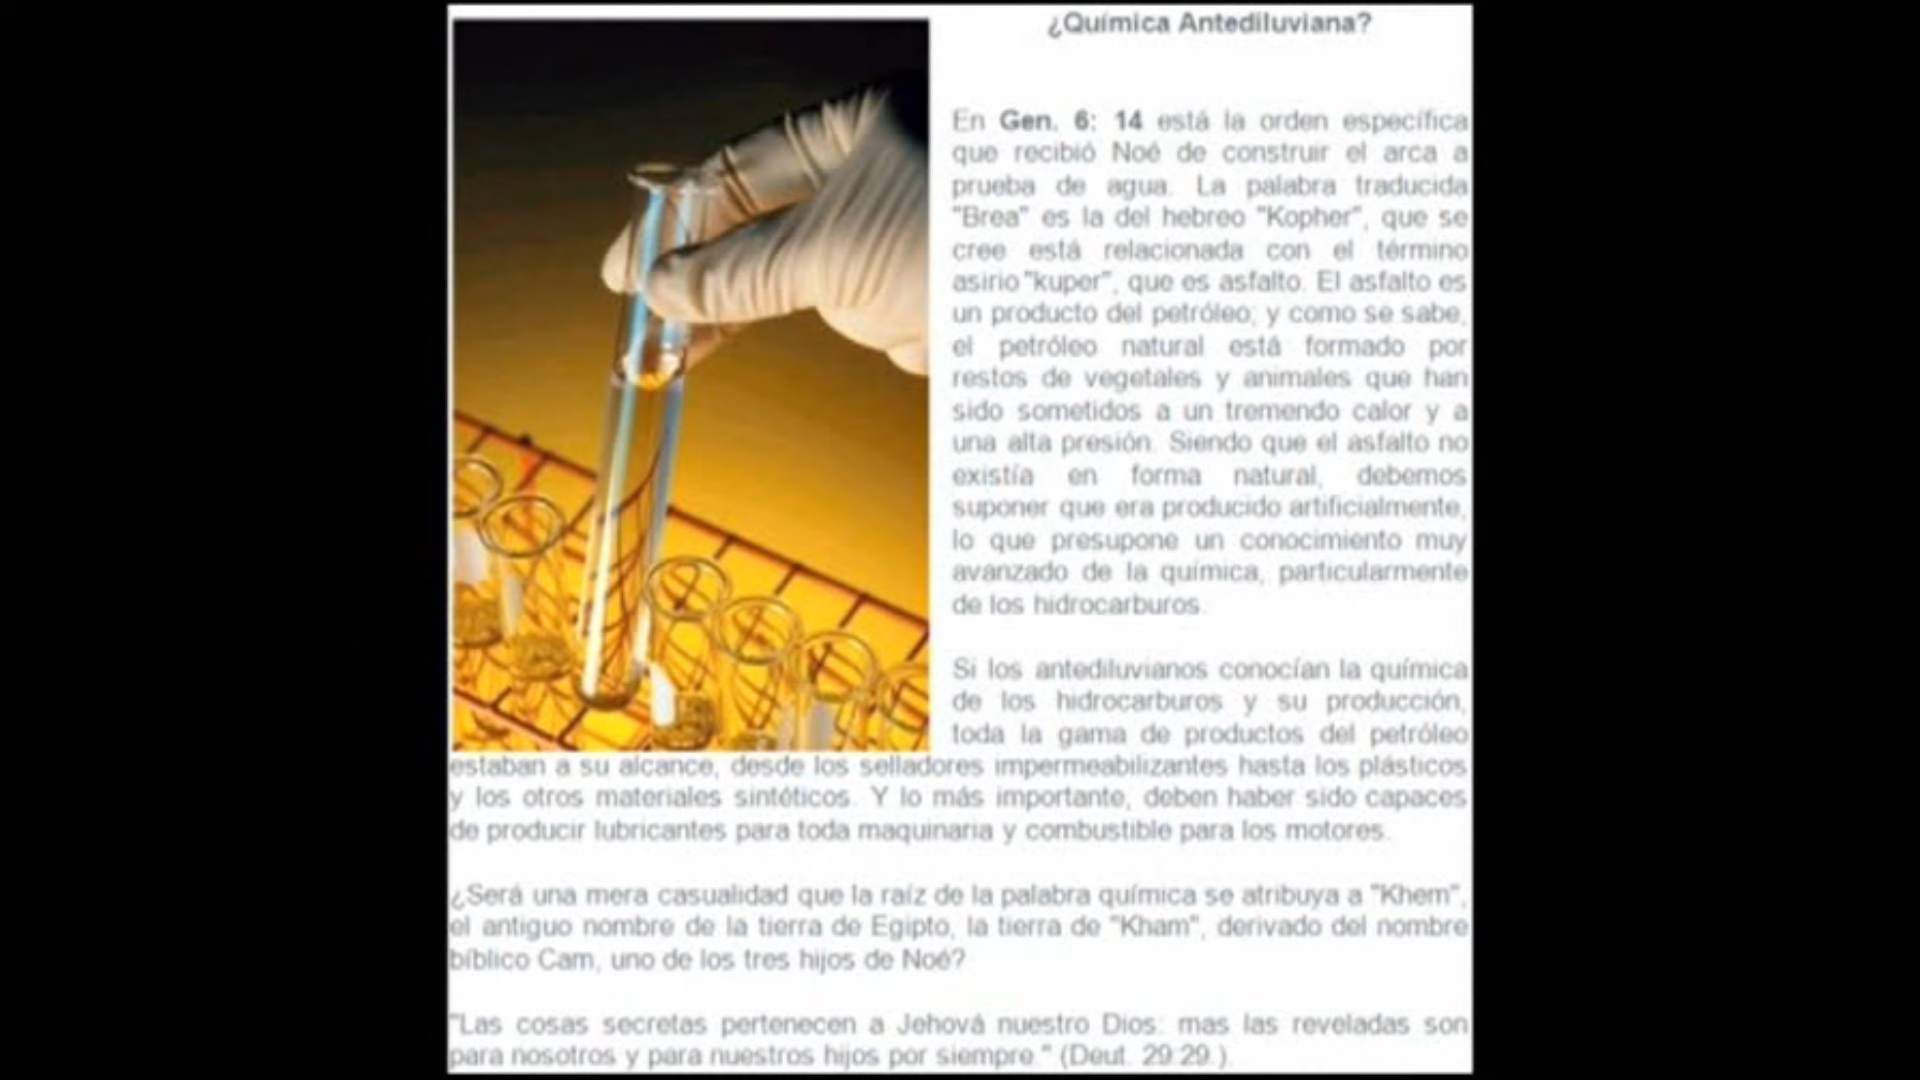 ¿Química Antediluviana?
En Gen. 6: 14 está la orden específica
que recibió Noé de construir el arca a
prueba de agua. La palabra traducida
"Brea" es la del hebreo "Kopher", que se
cree está relacionada con el término
asirio "kuper", que es asfalto. El asfalto es
un producto del petróleo; y como se sabe,
el petróleo natural está formado por
restos de vegetales y animales que han
sido sometidos a un tremendo calor y a
una alta presión. Siendo que el asfalto no
existía en forma natural, debemos
suponer que era producido artificialmente,
lo que presupone un conocimiento muy
avanzado de la química, particularmente
de los hidrocarburos.
Si los antediluvianos conocían la química
de los hidrocarburos y su producción,
toda la gama de productos del petróleo
estaban a su alcance, desde los selladores impermeabilizantes hasta los plásticos
y los otros materiales sintéticos. Y lo más importante, deben haber sido capaces
de producir lubricantes para toda maquinaria y combustible para los motores.
¿Será una mera casualidad que la raíz de la palabra química se atribuya a "Khem",
el antiguo nombre de la tierra de Egipto, la tierra de "Kham", derivado del nombre
bíblico Cam, uno de los tres hijos de Noé?
"Las cosas secretas pertenecen a Jehová nuestro Dios: mas las reveladas son
para nosotros y para nuestros hijos por siempre." (Deut. 29:29.).